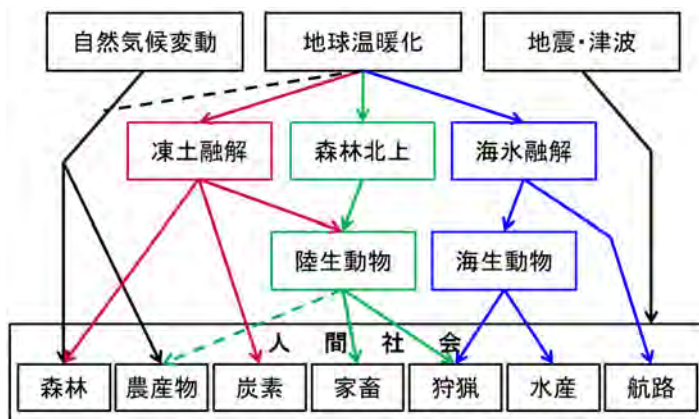 自然気候変動
地球温暖化
地震・津波
凍土融解
森林北上
海氷融解
陸生動物
海生動物
人間社会
森林
農産物
炭素
家畜
狩猟
水産
航路